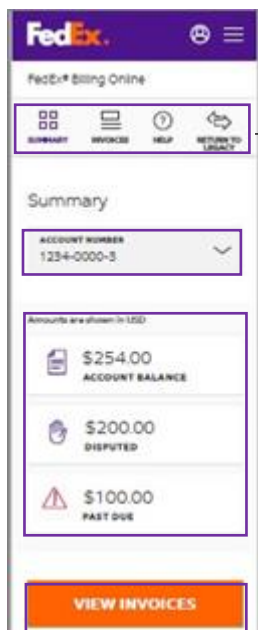 FedEx.
FedEx® Billing Online
SUMMARY INVOICES HELP RETURN TO
LEGACY
Summary
ACCOUNT NUMBER
1234-0000-3
Amounts are shown in USD
$254.00
ACCOUNT BALANCE
$200.00
DISPUTED
$100.00
PAST DUE
VIEW INVOICES